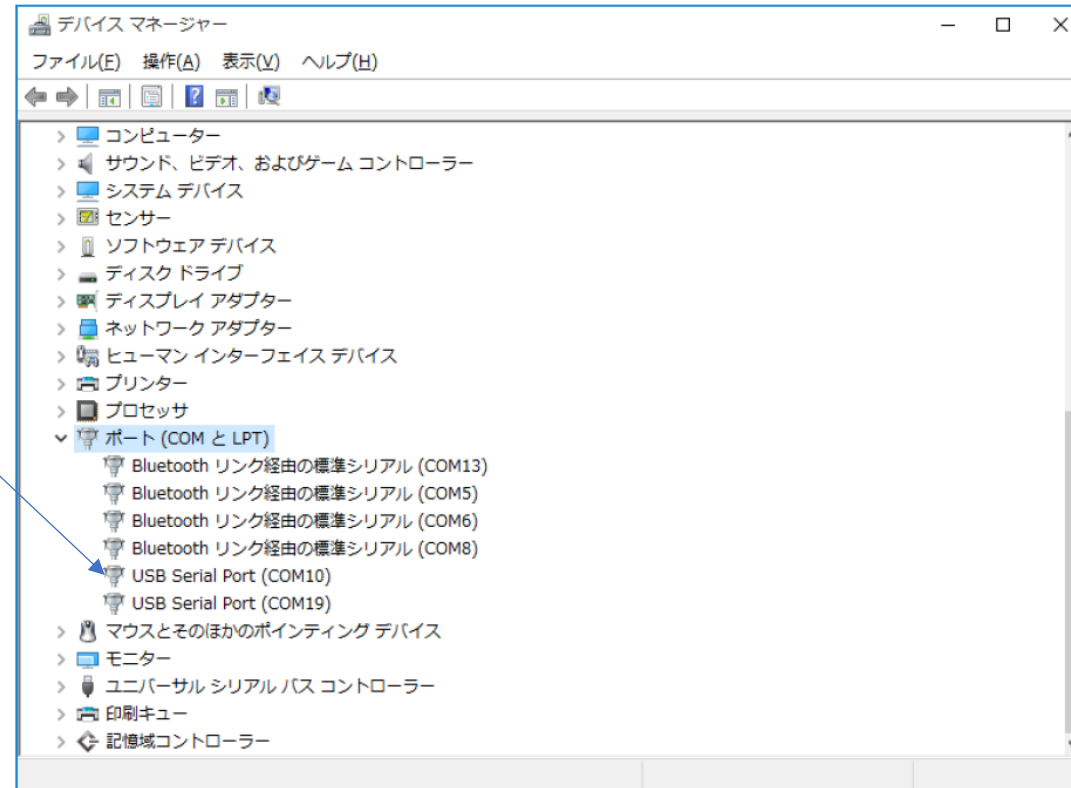 デバイス マネージャー
ファイル(F) 操作(A) 表示(V) ヘルプ(H)
コンピューター
サウンド、ビデオ、およびゲーム コントローラー
システム デバイス
センサー
ソフトウェア デバイス
ディスク ドライブ
ディスプレイ アダプター
ネットワーク アダプター
ヒューマン インターフェイス デバイス
プリンター
プロセッサ
ポート (COM と LPT)
Bluetooth リンク経由の標準シリアル (COM13)
Bluetooth リンク経由の標準シリアル (COM5)
Bluetooth リンク経由の標準シリアル (COM6)
Bluetooth リンク経由の標準シリアル (COM8)
USB Serial Port (COM10)
USB Serial Port (COM19)
マウスとそのほかのポインティング デバイス
モニター
ユニバーサル シリアル バス コントローラー
印刷キュー
記憶域コントローラー